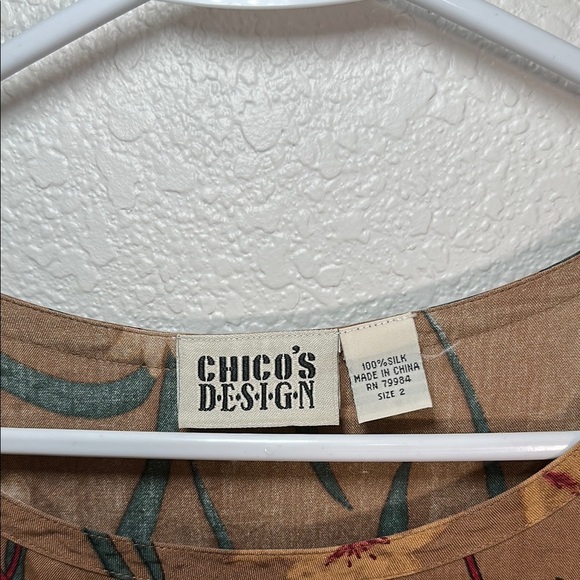 CHICO'S
D·E·S·I·G·N
100% SILK
MADE IN CHINA
RN 79984
SIZE 2